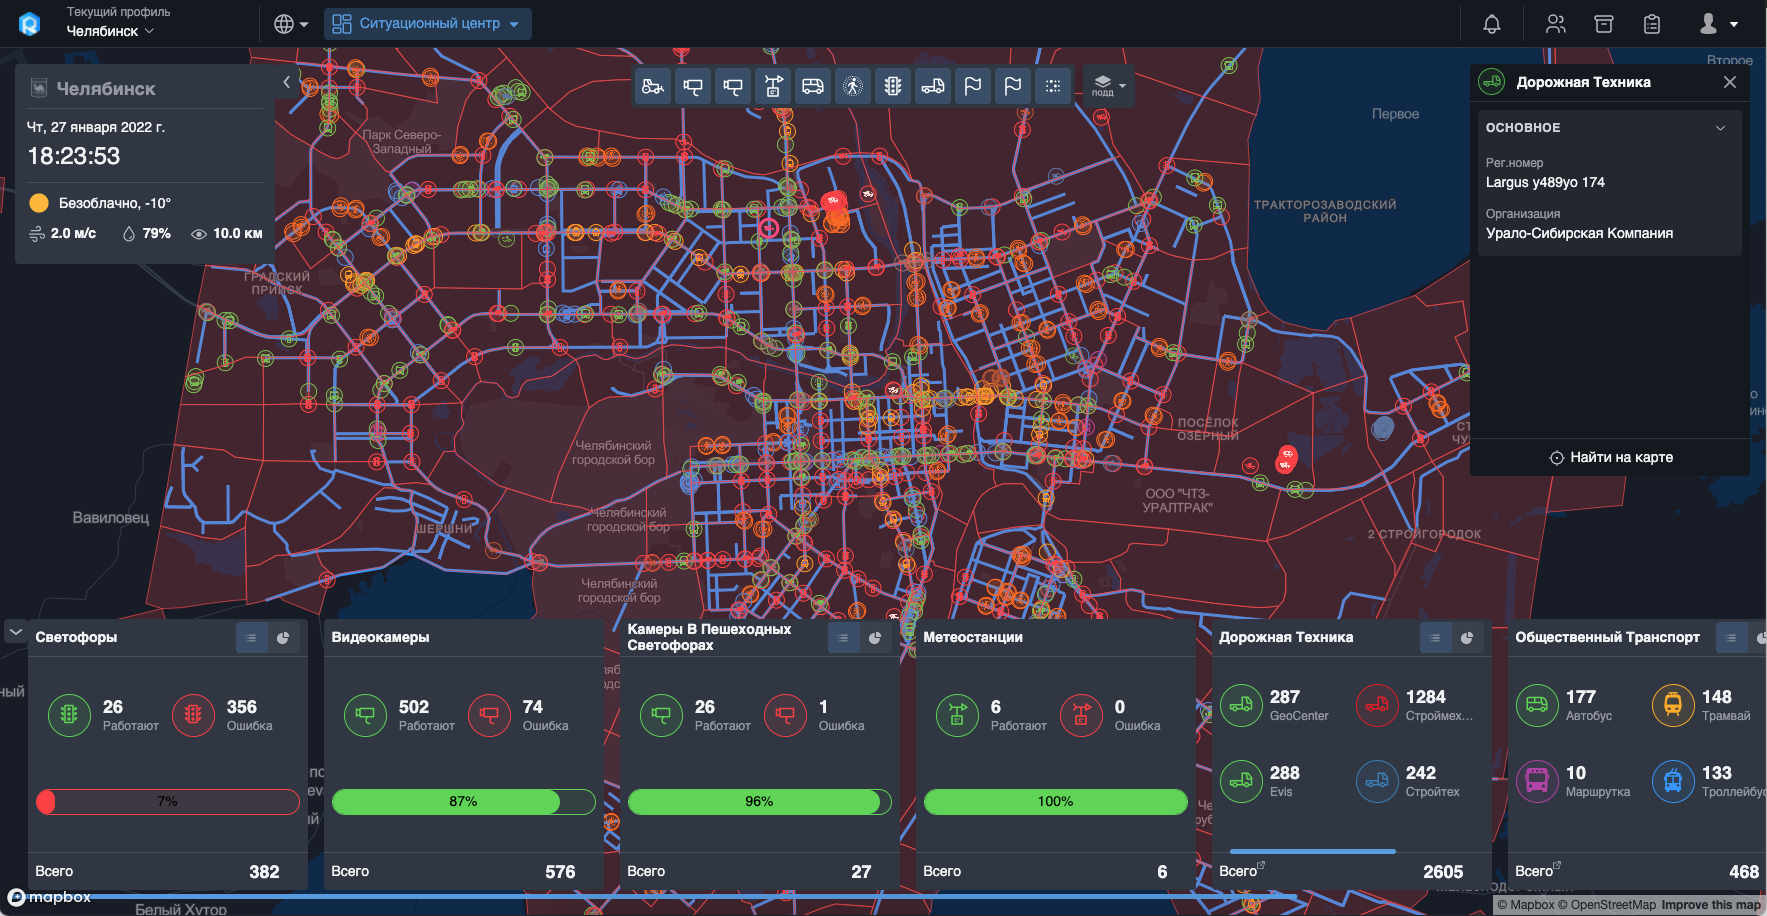 Текущий профиль
Челябинск
Ситуационный центр
подд
Челябинск
Чт, 27 января 2022 г.
18:23:53
Безоблачно, -10°
2.0 м/с
79%
10.0 км
Дорожная Техника
ОСНОВНОЕ
Рег.номер
Largus у489уо 174
Организация
Урало-Сибирская Компания
Найти на карте
Второе
Первое
Парк Северо-
Западный
ТРАКТОРОЗАВОДСКИЙ
РАЙОН
ГРАДСКИЙ
ПРИИСК
ПОСЁЛОК
ОЗЁРНЫЙ
Челябинский
городской бор
ООО "ЧТЗ-
УРАЛТРАК"
Вавиловец
ШЕРШНИ
Челябинский
городской бор
2 СТРОЙГОРОДОК
Челябинский
городской бор
Светофоры
26
Работают
356
Ошибка
7%
Всего
382
Видеокамеры
502
Работают
74
Ошибка
87%
Всего
576
Камеры В Пешеходных
Светофорах
26
Работают
1
Ошибка
96%
Всего
27
Метеостанции
6
Работают
0
Ошибка
100%
Всего
6
Дорожная Техника
287
GeoCenter
1284
Строймех...
288
Evis
242
Стройтех
Всего
2605
Общественный Транспорт
177
Автобус
148
Трамвай
10
Маршрутка
133
Троллейбус
Всего
468
mapbox
Белый Хутор
© Mapbox © OpenStreetMap Improve this map